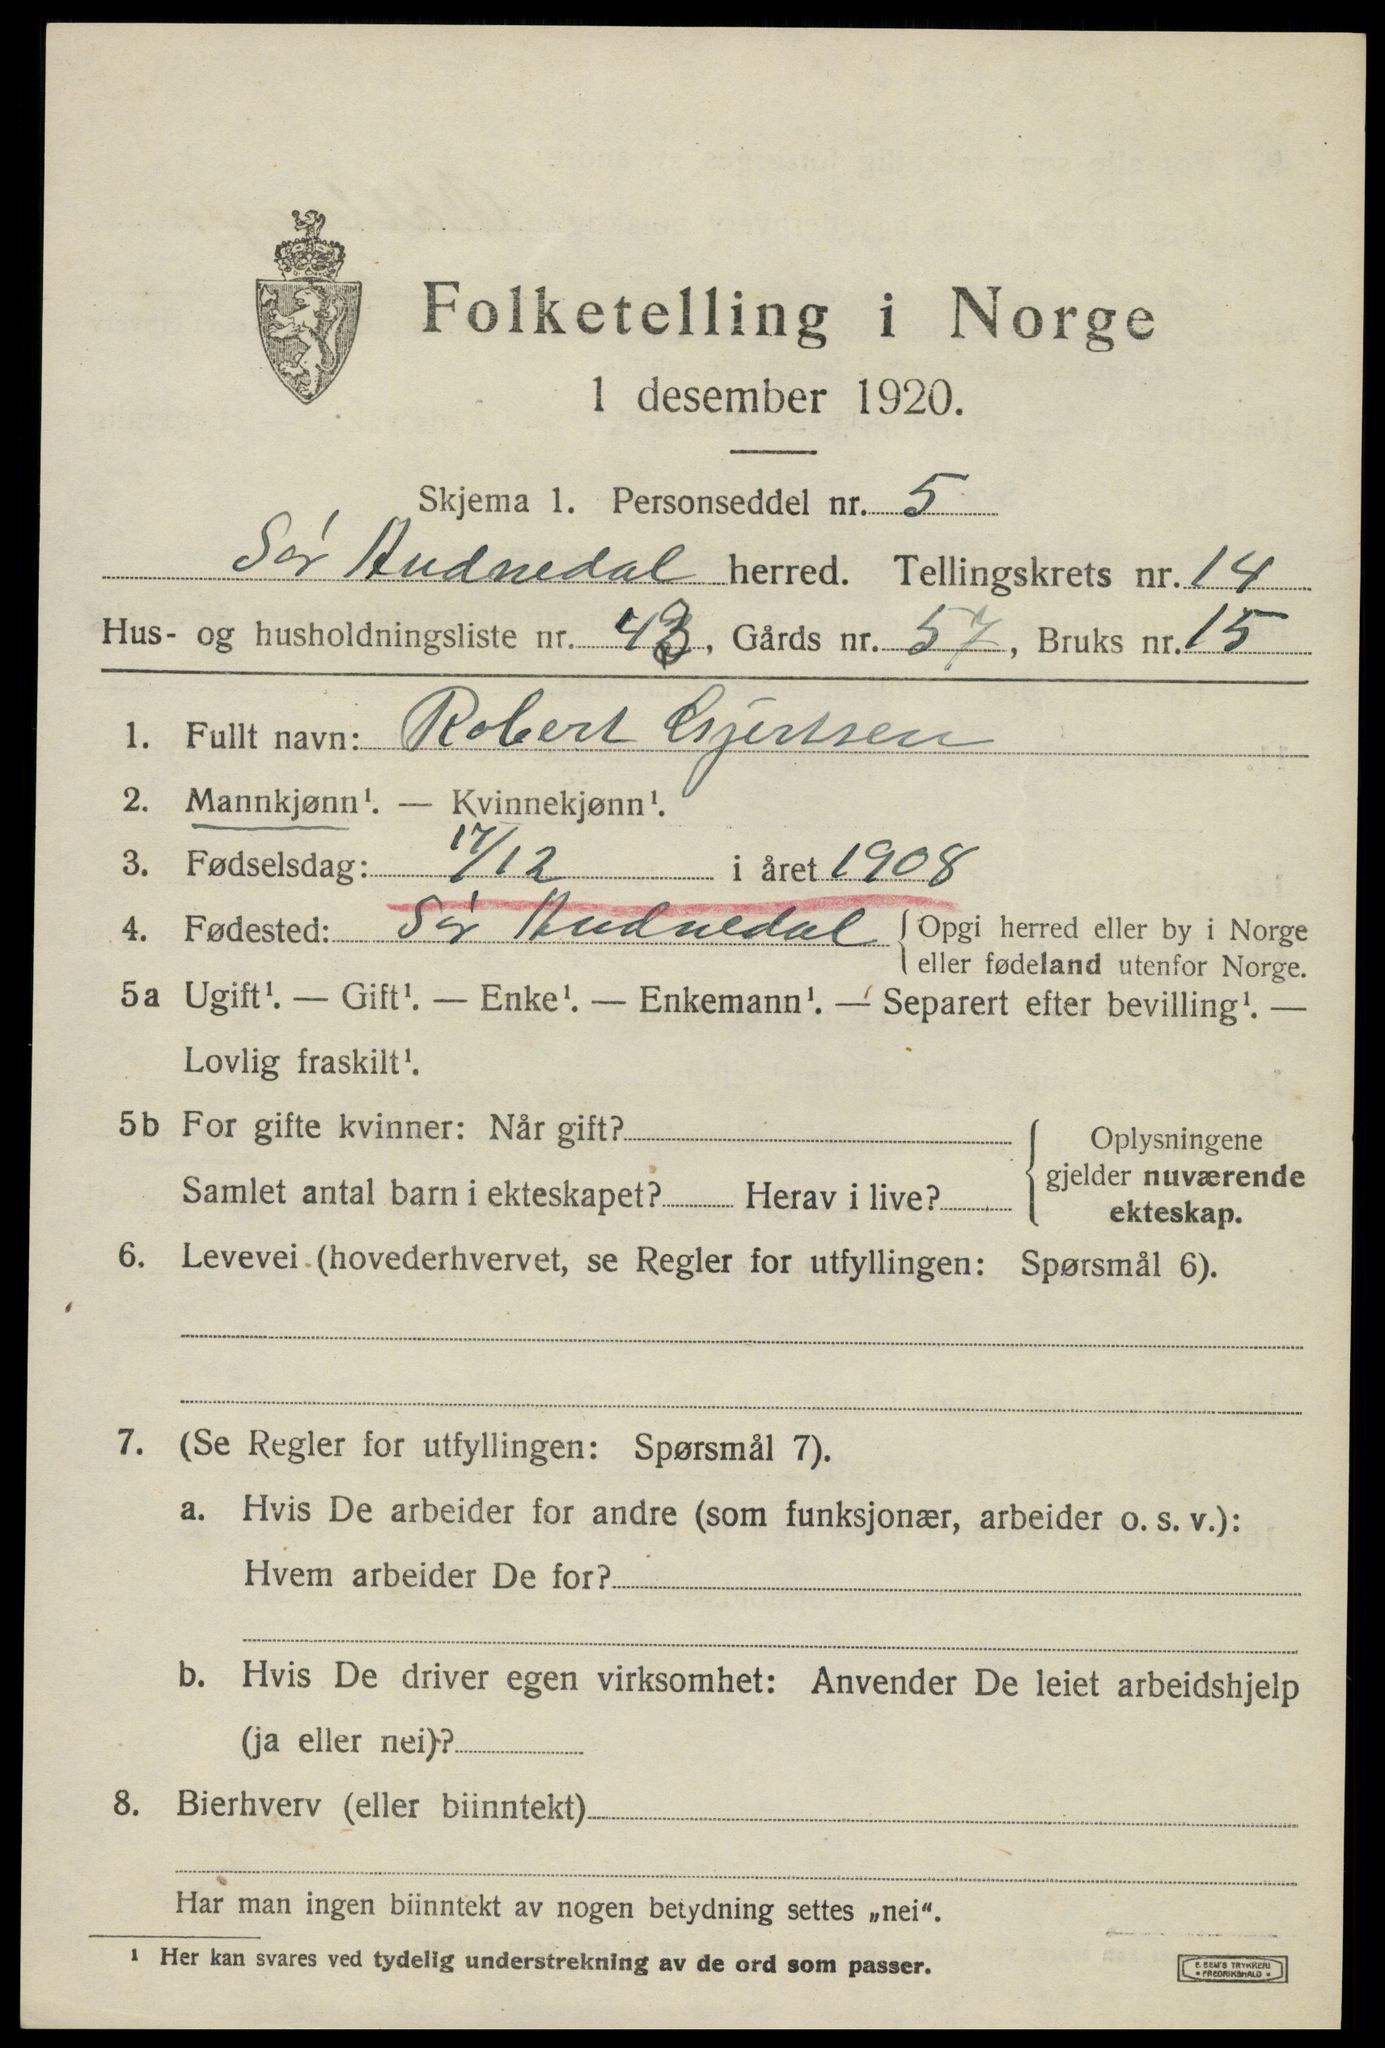 Folketelling i Norge
1 desember 1920.
Skjema 1. Personseddel nr. 5
Sør Audnedal herred. Tellingskrets nr. 14
Hus- og husholdningsliste nr. 43, Gårds nr. 57, Bruks nr. 15
1. Fullt navn: Robert Gjertsen
2. Mannkjønn¹. — Kvinnekjønn¹.
3. Fødselsdag: 17/12 i året 1908
4. Fødested: Sør Audnedal { Opgi herred eller by i Norge
eller fødeland utenfor Norge.
5a Ugift¹. — Gift¹. — Enke¹. — Enkemann¹. — Separert efter bevilling¹. —
Lovlig fraskilt¹.
5b For gifte kvinner: Når gift?
Samlet antal barn i ekteskapet? Herav i live?
{ Oplysningene
gjelder nuværende
ekteskap.
6. Levevei (hovederhvervet, se Regler for utfyllingen: Spørsmål 6).
7. (Se Regler for utfyllingen: Spørsmål 7).
a. Hvis De arbeider for andre (som funksjonær, arbeider o. s. v.):
Hvem arbeider De for?
b. Hvis De driver egen virksomhet: Anvender De leiet arbeidshjelp
(ja eller nei)?
8. Bierhverv (eller biinntekt)
Har man ingen biinntekt av nogen betydning settes „nei“.
¹ Her kan svares ved tydelig understrekning av de ord som passer.
E. SEM'S TRYKKERI
• FREDRIKSHALD •